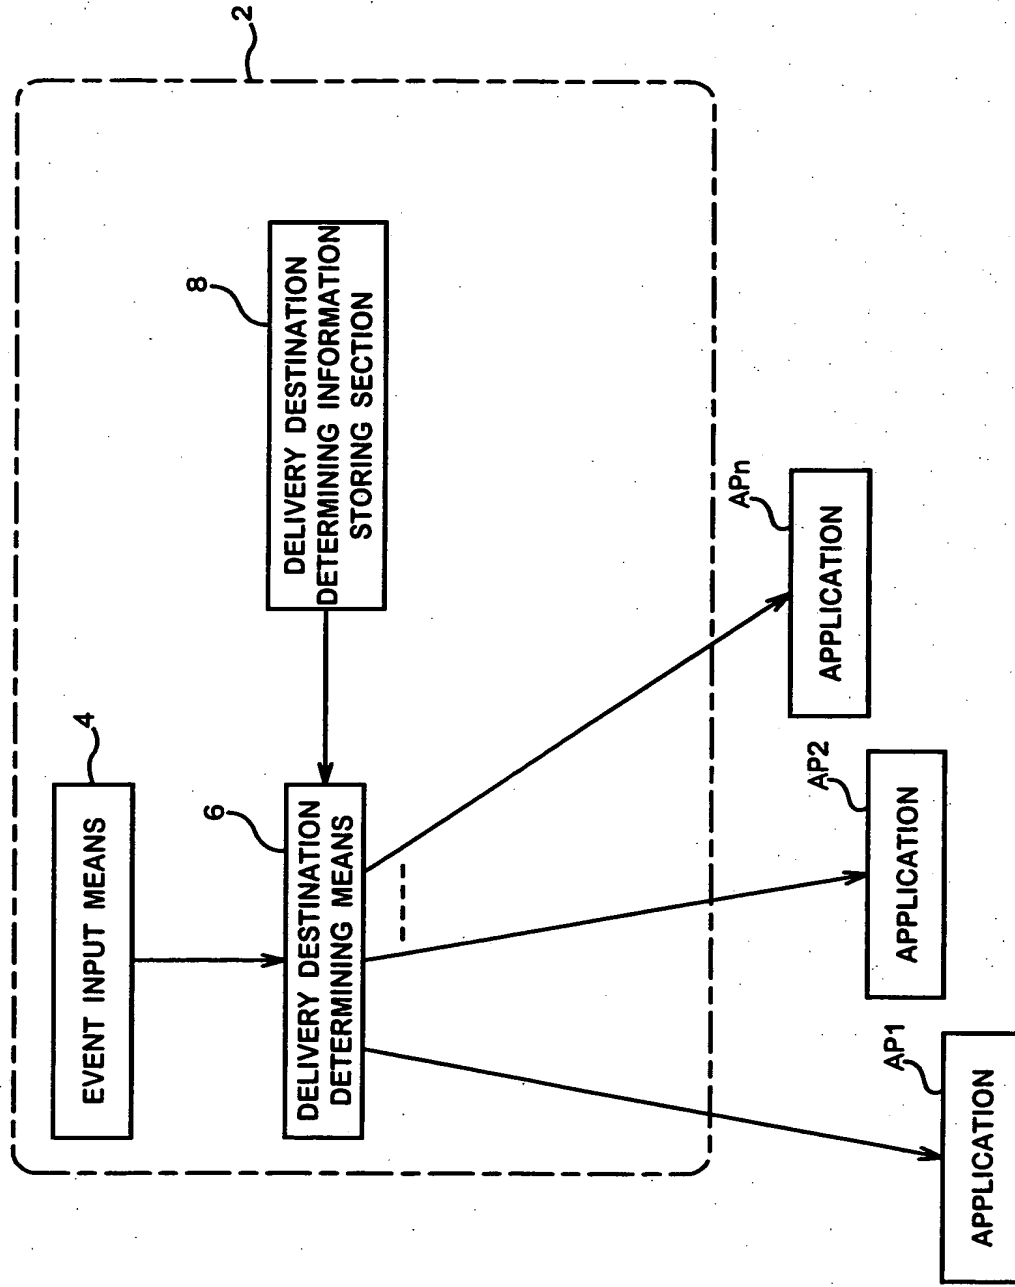 2
4
EVENT INPUT MEANS
6
DELIVERY DESTINATION
DETERMINING MEANS
8
DELIVERY DESTINATION
DETERMINING INFORMATION
STORING SECTION
AP1
APPLICATION
AP2
APPLICATION
APn
APPLICATION